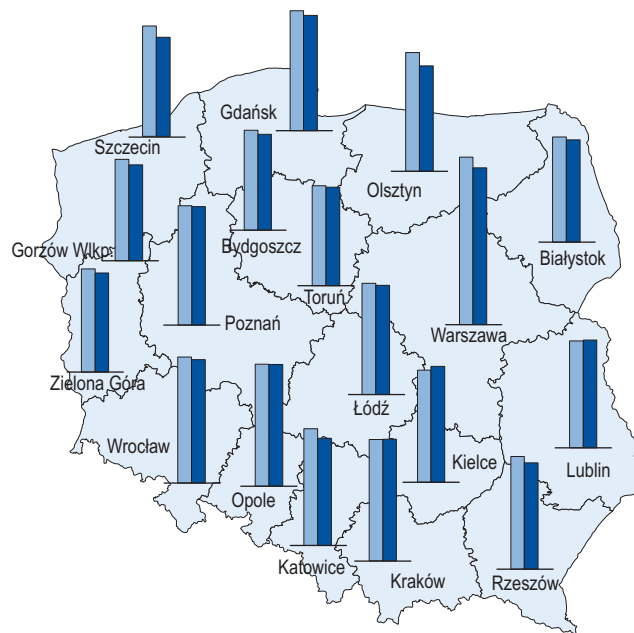 Gdańsk
Szczecin
Olsztyn
Gorzów Wlkp.
Bydgoszcz
Białystok
Toruń
Poznań
Warszawa
Zielona Góra
Łódź
Wrocław
Kielce
Lublin
Opole
Katowice
Kraków
Rzeszów